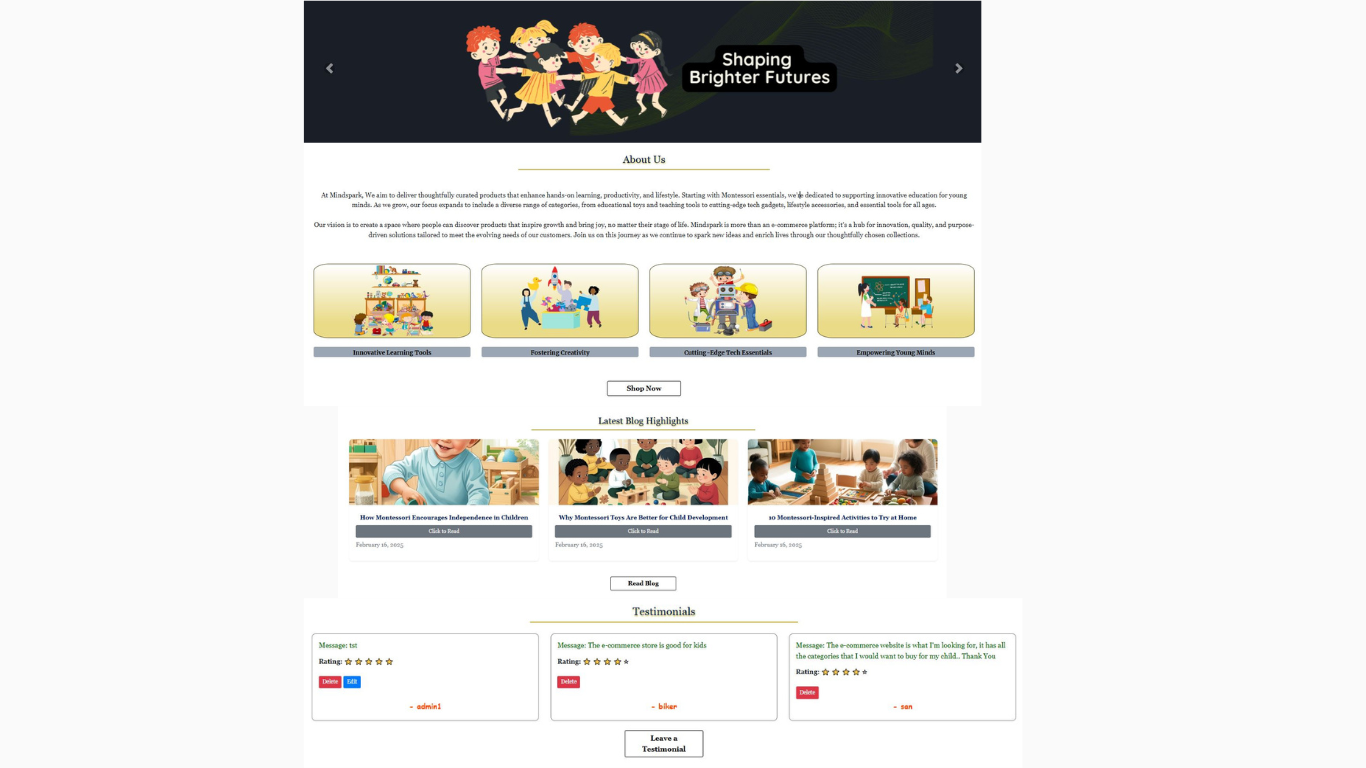 Shaping
Brighter Futures
About Us
At Mindspark, We aim to deliver thoughtfully curated products that enhance hands-on learning, productivity, and lifestyle. Starting with Montessori essentials, we're dedicated to supporting innovative education for young
minds. As we grow, our focus expands to include a diverse range of categories, from educational toys and teaching tools to cutting-edge tech gadgets, lifestyle accessories, and essential tools for all ages.
Our vision is to create a space where people can discover products that inspire growth and bring joy, no matter their stage of life. Mindspark is more than an e-commerce platform; it's a hub for innovation, quality, and purpose-
driven solutions tailored to meet the evolving needs of our customers. Join us on this journey as we continue to spark new ideas and enrich lives through our thoughtfully chosen collections.
Innovative Learning Tools
Fostering Creativity
Cutting-Edge Tech Essentials
Empowering Young Minds
Shop Now
Latest Blog Highlights
How Montessori Encourages Independence in Children
Click to Read
February 16, 2025
Why Montessori Toys Are Better for Child Development
Click to Read
February 16, 2025
10 Montessori-Inspired Activities to Try at Home
Click to Read
February 16, 2025
Read Blog
Testimonials
Message: tst
Rating:
Delete Edit
- admin1
Message: The e-commerce store is good for kids
Rating:
Delete
- biker
Message: The e-commerce website is what I'm looking for, it has all
the categories that I would want to buy for my child.. Thank You
Rating:
Delete
- san
Leave a
Testimonial